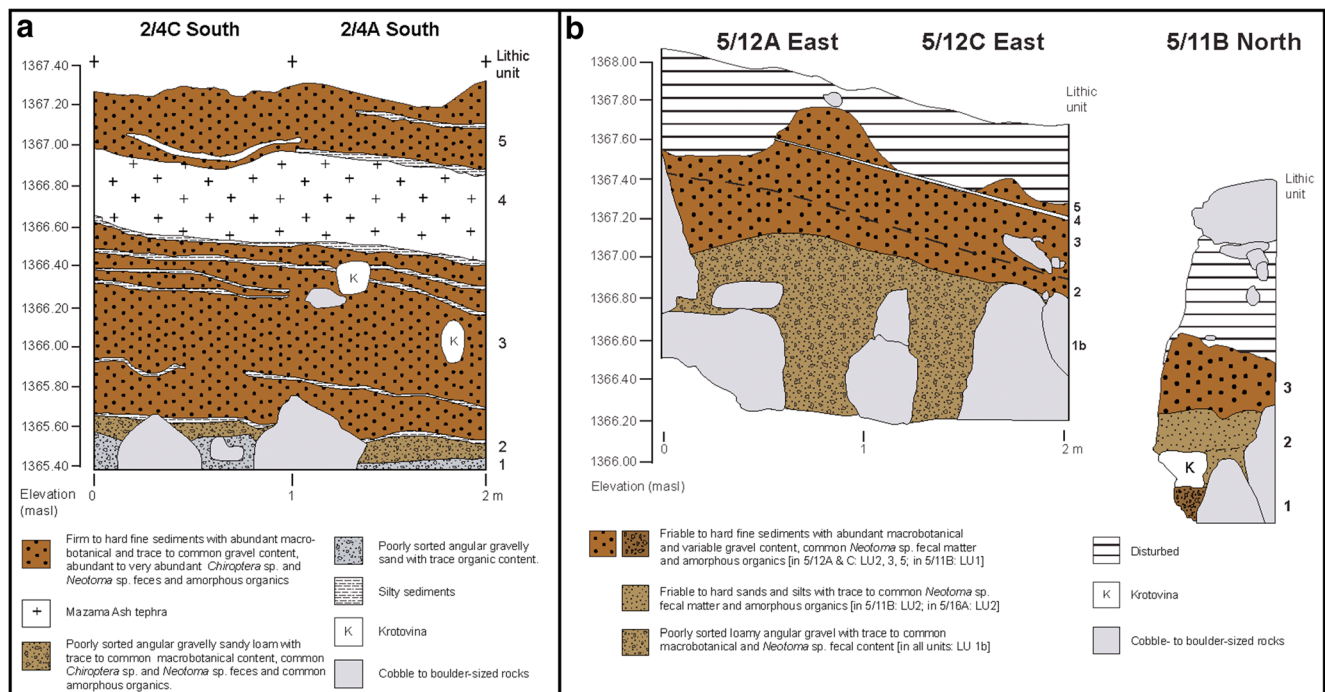 a
2/4C South
2/4A South
Lithic
unit
1367.40
1367.20
1367.00
1366.80
1366.60
1366.40
1366.20
1366.00
1365.80
1365.60
1365.40
5
4
3
2
1
K
K
Elevation
(masl)
0
1
2 m
Firm to hard fine sediments with abundant macro-
botanical and trace to common gravel content,
abundant to very abundant Chiroptera sp. and
Neotoma sp. feces and amorphous organics
Mazama Ash tephra
Poorly sorted angular gravelly sandy loam with
trace to common macrobotanical content, common
Chiroptera sp. and Neotoma sp. feces and common
amorphous organics.
Poorly sorted angular gravelly
sand with trace organic content.
Silty sediments
K
Krotovina
Cobble to boulder-sized rocks
b
5/12A East
5/12C East
5/11B North
1368.00
1367.80
1367.60
1367.40
1367.20
1367.00
1366.80
1366.60
1366.40
1366.20
1366.00
Lithic
unit
5
4
3
2
1b
0
1
2 m
Elevation (masl)
Lithic
unit
3
2
1
K
Friable to hard fine sediments with abundant macrobotanical
and variable gravel content, common Neotoma sp. fecal matter
and amorphous organics [in 5/12A & C: LU2, 3, 5; in 5/11B: LU1]
Friable to hard sands and silts with trace to common Neotoma sp.
fecal matter and amorphous organics [in 5/11B: LU2; in 5/16A: LU2]
Poorly sorted loamy angular gravel with trace to common
macrobotanical and Neotoma sp. fecal content [in all units: LU 1b]
Disturbed
K
Krotovina
Cobble- to boulder-sized rocks